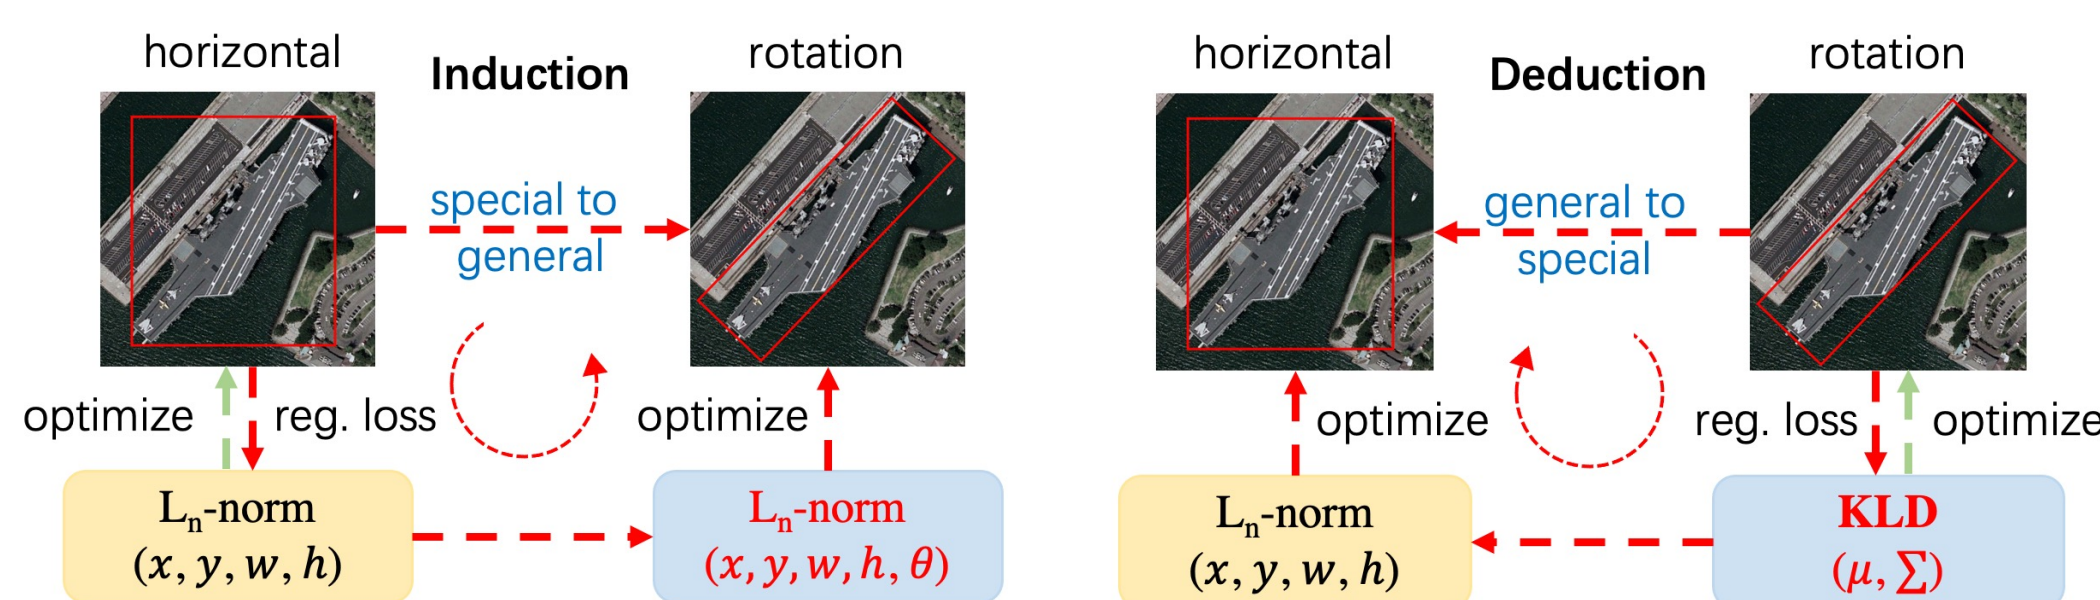 horizontal
Induction
rotation
special to
general
optimize
reg. loss
optimize
Lₙ-norm
(x, y, w, h)
Lₙ-norm
(x, y, w, h, θ)
horizontal
Deduction
rotation
general to
special
optimize
reg. loss
optimize
Lₙ-norm
(x, y, w, h)
KLD
(μ, Σ)